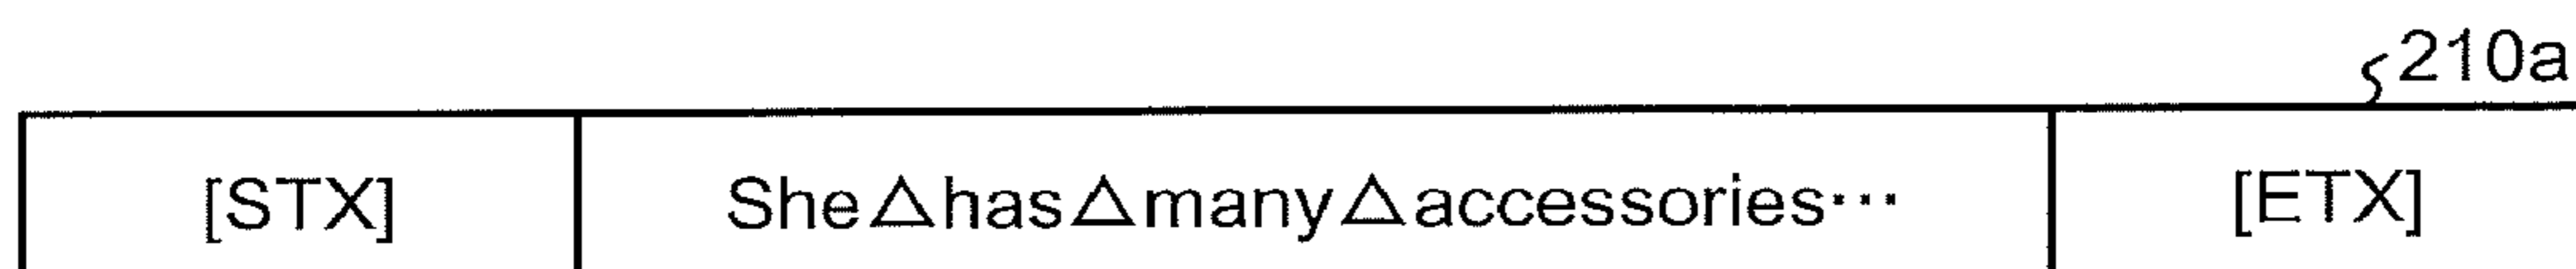 210a
[STX] She△has△many△accessories··· [ETX]